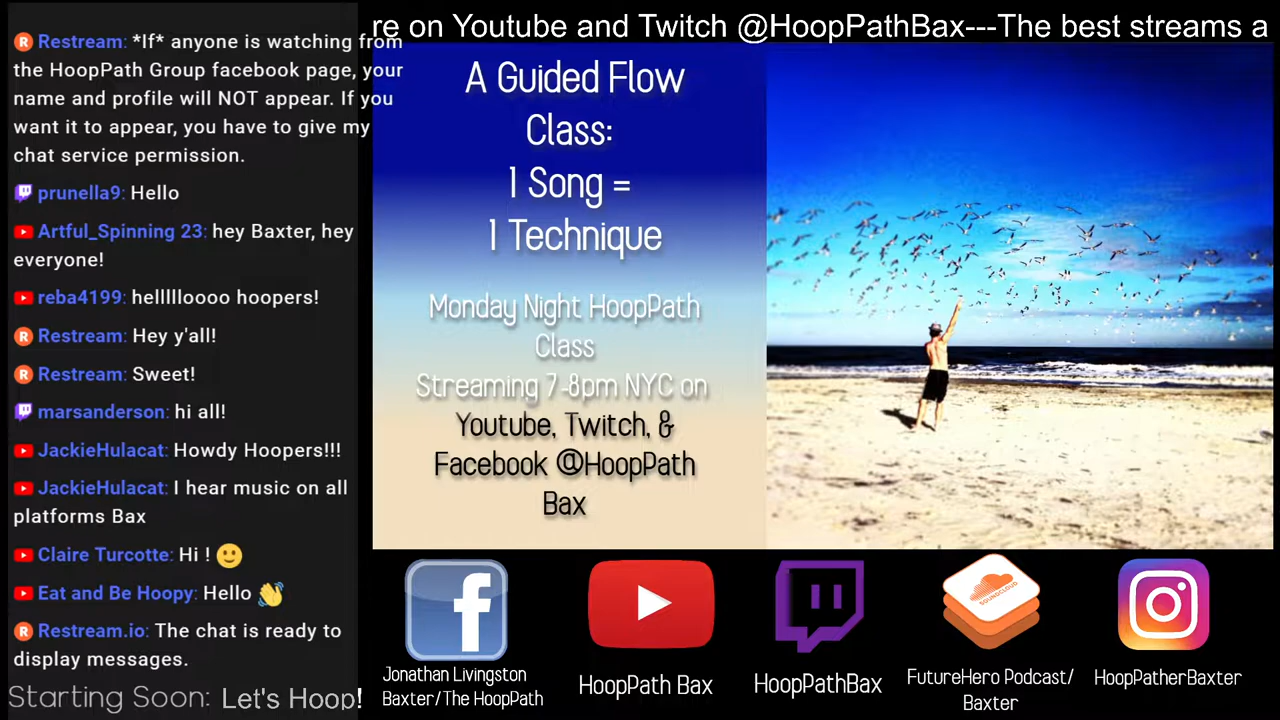 re on Youtube and Twitch @HoopPathBax---The best streams a
Restream: *If* anyone is watching from
the HoopPath Group facebook page, your
name and profile will NOT appear. If you
want it to appear, you have to give my
chat service permission.
prunella9: Hello
Artful_Spinning 23: hey Baxter, hey
everyone!
reba4199: helllloooo hoopers!
Restream: Hey y'all!
Restream: Sweet!
marsanderson: hi all!
JackieHulacat: Howdy Hoopers!!!
JackieHulacat: I hear music on all
platforms Bax
Claire Turcotte: Hi ! 🙂
Eat and Be Hoopy: Hello 👋
Restream.io: The chat is ready to
display messages.
Starting Soon: Let's Hoop!
A Guided Flow
Class:
1 Song =
1 Technique
Monday Night HoopPath
Class
Streaming 7-8pm NYC on
Youtube, Twitch, &
Facebook @HoopPath
Bax
Jonathan Livingston
Baxter/The HoopPath
HoopPath Bax
HoopPathBax
SOUNDCLOUD
FutureHero Podcast/
Baxter
HoopPatherBaxter